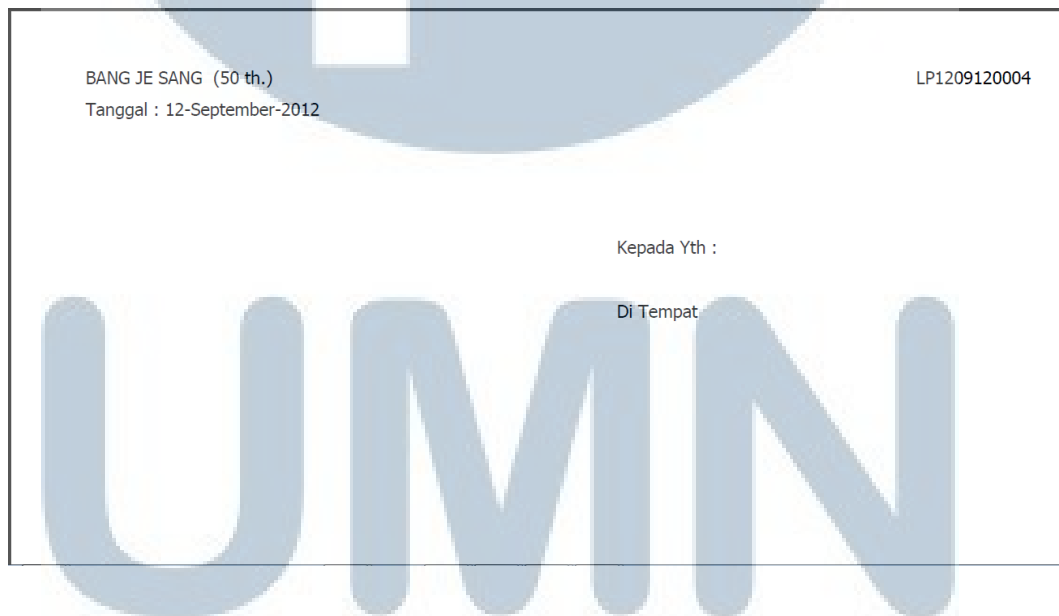 BANG JE SANG (50 th.) LP1209120004
Tanggal : 12-September-2012
Kepada Yth :
Di Tempat
UMN